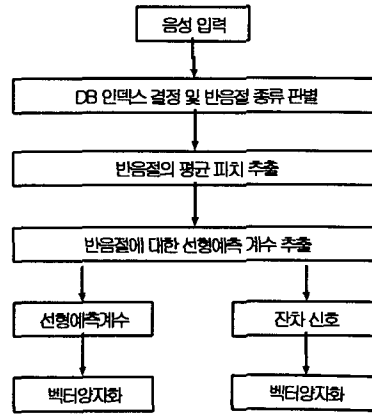 음성 입력
DB 인덱스 결정 및 반음절 종류 판별
반음절의 평균 피치 추출
반음절에 대한 선형예측 계수 추출
선형예측계수
잔차 신호
벡터양자화
벡터양자화